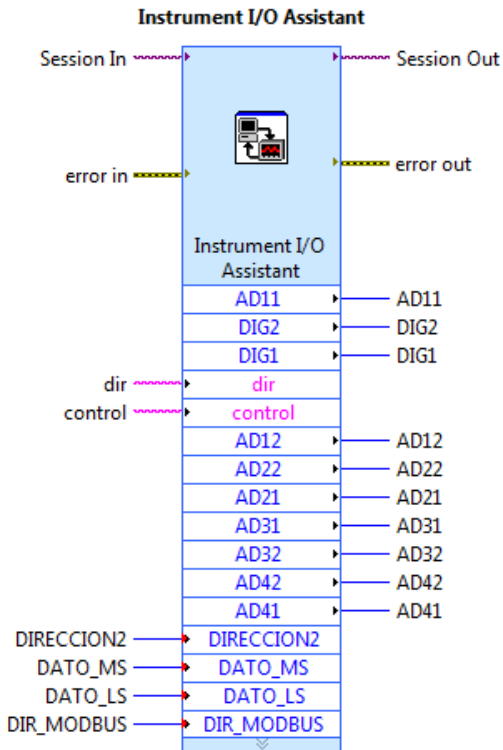 Instrument I/O Assistant
Session In Session Out
error in error out
Instrument I/O
Assistant
AD11 AD11
DIG2 DIG2
DIG1 DIG1
dir dir
control control
AD12 AD12
AD22 AD22
AD21 AD21
AD31 AD31
AD32 AD32
AD42 AD42
AD41 AD41
DIRECCION2 DIRECCION2
DATO_MS DATO_MS
DATO_LS DATO_LS
DIR_MODBUS DIR_MODBUS